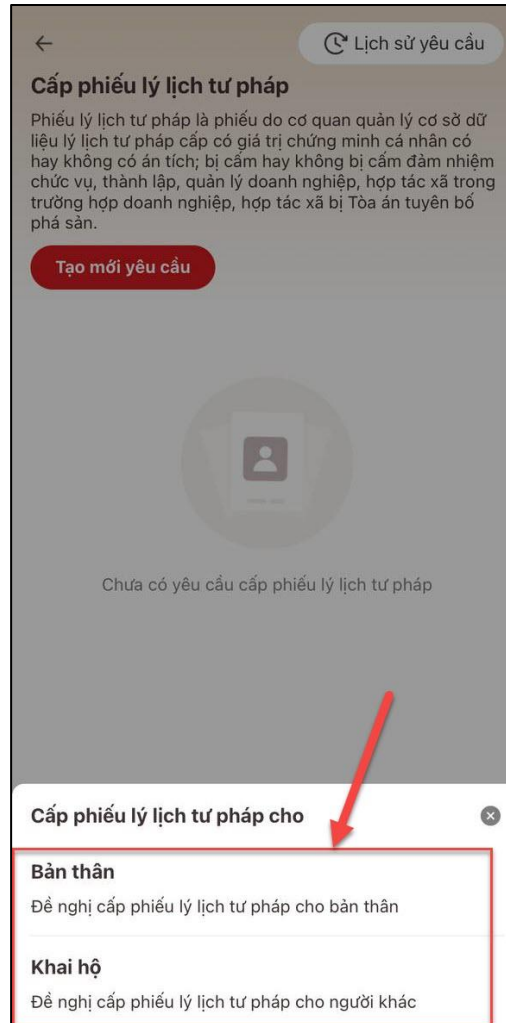 Lịch sử yêu cầu
Cấp phiếu lý lịch tư pháp
Phiếu lý lịch tư pháp là phiếu do cơ quan quản lý cơ sở dữ
liệu lý lịch tư pháp cấp có giá trị chứng minh cá nhân có
hay không có án tích; bị cấm hay không bị cấm đảm nhiệm
chức vụ, thành lập, quản lý doanh nghiệp, hợp tác xã trong
trường hợp doanh nghiệp, hợp tác xã bị Tòa án tuyên bố
phá sản.
Tạo mới yêu cầu
Chưa có yêu cầu cấp phiếu lý lịch tư pháp
Cấp phiếu lý lịch tư pháp cho
Bản thân
Đề nghị cấp phiếu lý lịch tư pháp cho bản thân
Khai hộ
Đề nghị cấp phiếu lý lịch tư pháp cho người khác